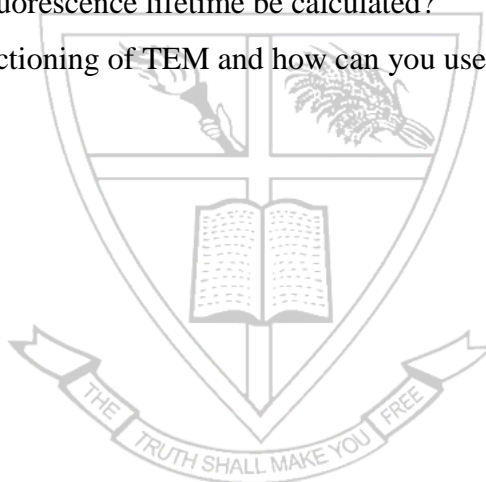 uorescence lifetime be calculated?
ctioning of TEM and how can you use
THE TRUTH SHALL MAKE YOU FREE